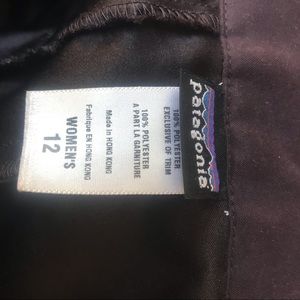 patagonia
100% POLYESTER
EXCLUSIVE OF TRIM
100% POLYESTER
A PART LA GARNITURE
Made in HONG KONG
Fabrique EN HONG KONG
WOMEN'S
12